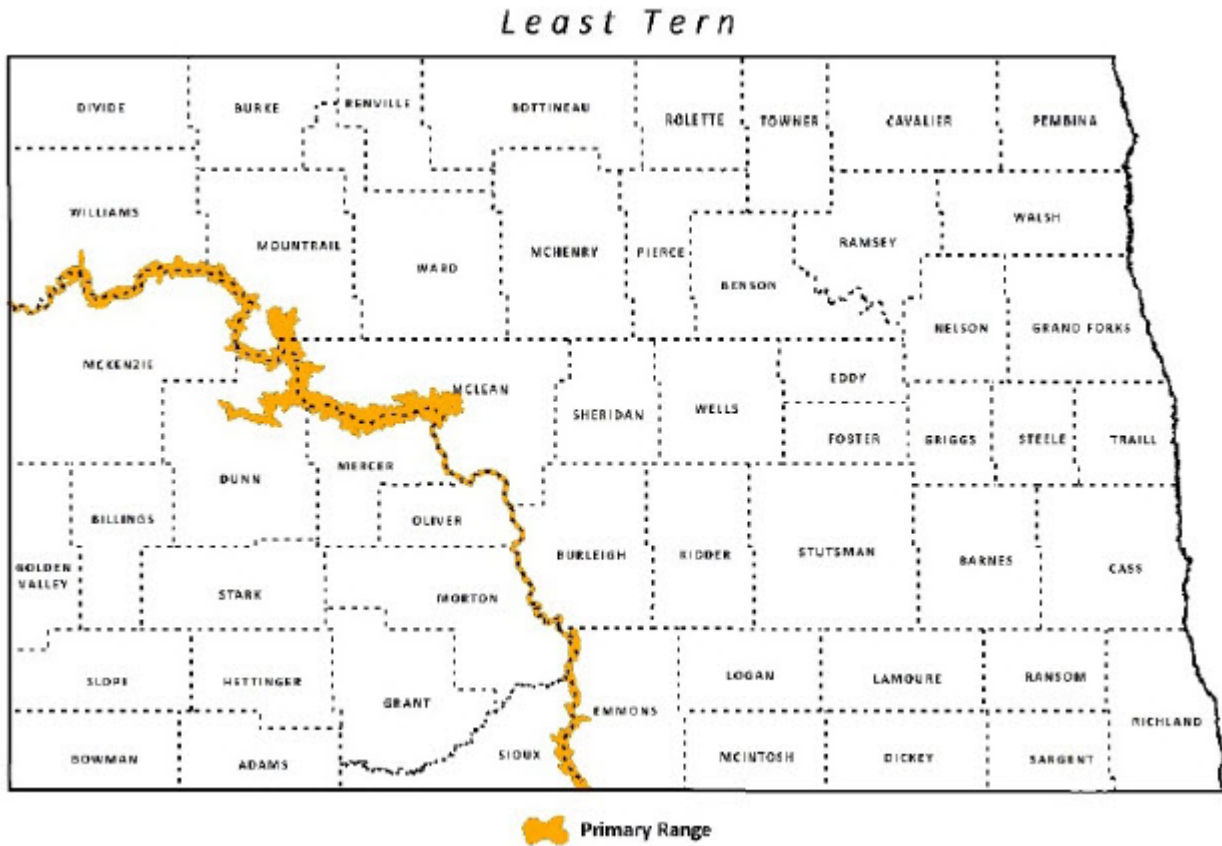 Least Tern
DIVIDE
BURKE
RENVILLE
BOTTINEAU
ROLETTE
TOWNER
CAVALIER
PEMBINA
WILLIAMS
MOUNTRAIL
WARD
MCHENRY
PIERCE
BENSON
RAMSEY
WALSH
NELSON
GRAND FORKS
MCKENZIE
MCLEAN
SHERIDAN
WELLS
EDDY
FOSTER
GRIGGS
STEELE
TRAILL
DUNN
MERCER
OLIVER
BILLINGS
GOLDEN
VALLEY
STARK
MORTON
BURLEIGH
KIDDER
STUTSMAN
BARNES
CASS
SLOPE
HETTINGER
GRANT
SIOUX
EMMONS
LOGAN
LAMOURE
RANSOM
RICHLAND
BOWMAN
ADAMS
MCINTOSH
DICKEY
SARGENT
Primary Range